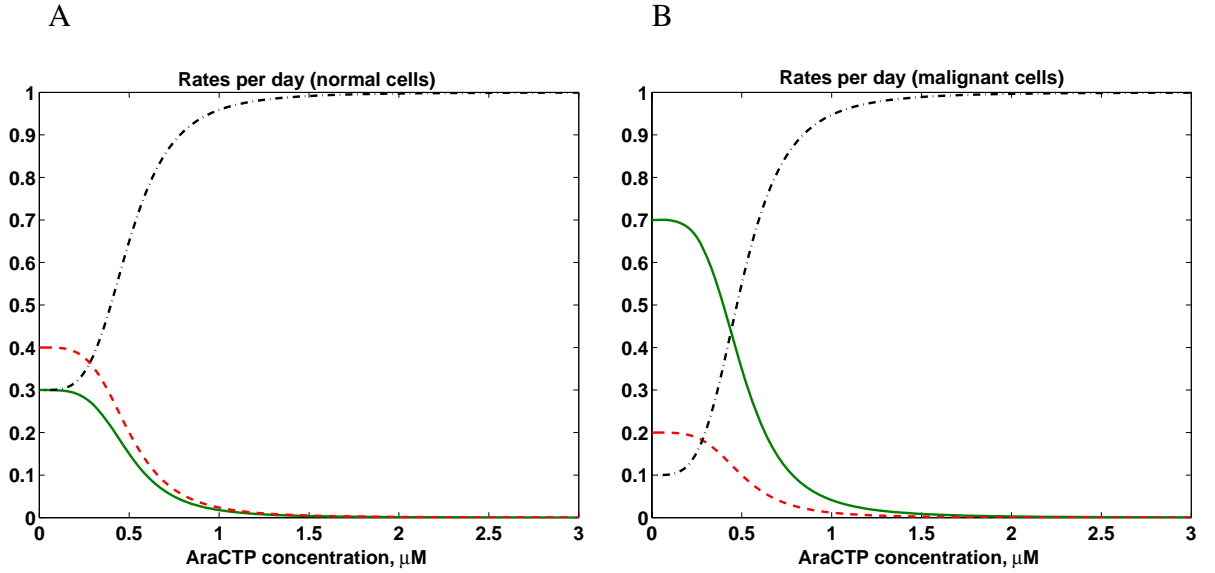 A
B
Rates per day (normal cells)
1
0.9
0.8
0.7
0.6
0.5
0.4
0.3
0.2
0.1
0
0 0.5 1 1.5 2 2.5 3
AraCTP concentration, μM
Rates per day (malignant cells)
1
0.9
0.8
0.7
0.6
0.5
0.4
0.3
0.2
0.1
0
0 0.5 1 1.5 2 2.5 3
AraCTP concentration, μM